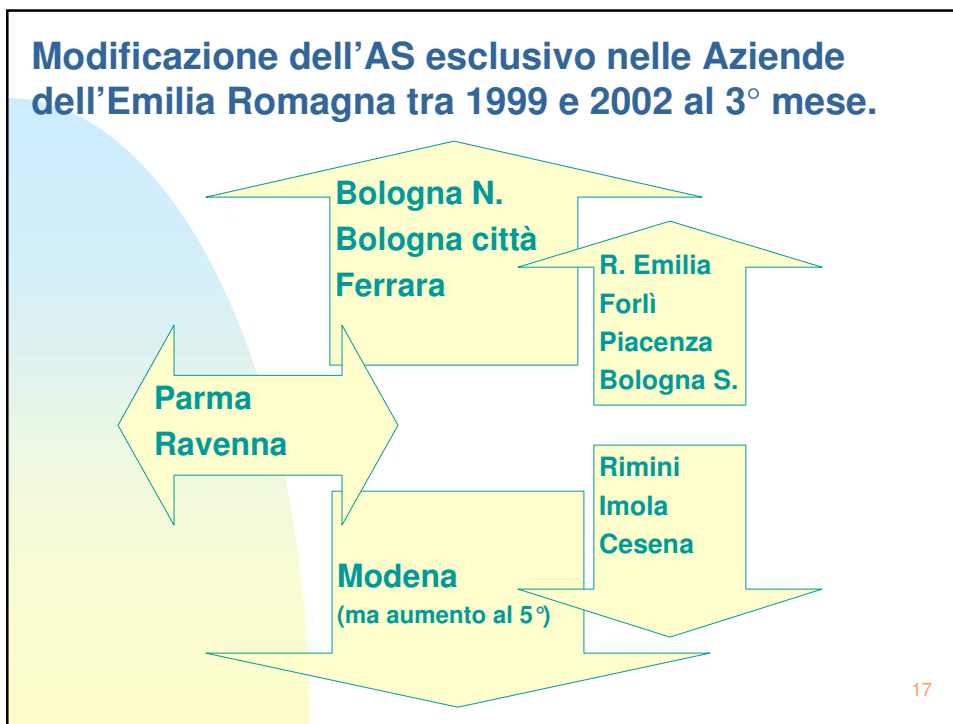 Modificazione dell'AS esclusivo nelle Aziende
dell'Emilia Romagna tra 1999 e 2002 al 3° mese.
Bologna N.
Bologna città
Ferrara
R. Emilia
Forlì
Piacenza
Bologna S.
Parma
Ravenna
Rimini
Imola
Cesena
Modena
(ma aumento al 5°)
17